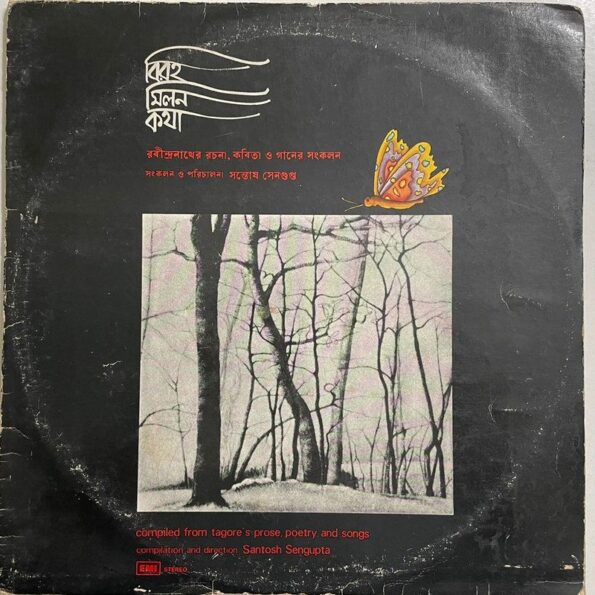 বিরহ
মিলন
কথা
রবীন্দ্রনাথের রচনা, কবিতা ও গানের সংকলন
সংকলন ও পরিচালনা সন্তোষ সেনগুপ্ত
compiled from tagore's prose, poetry and songs
compilation and direction Santosh Sengupta
EMI STEREO